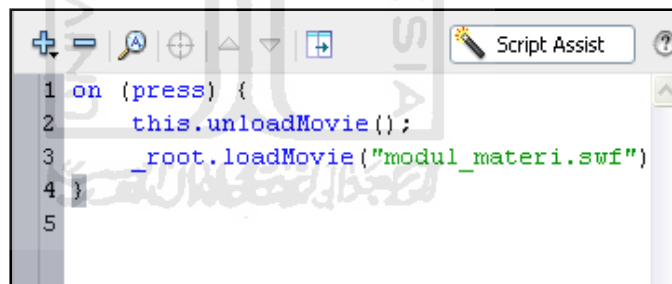 Script Assist
1 on (press) {
2 this.unloadMovie();
3 _root.loadMovie("modul_materi.swf")
4 }
5